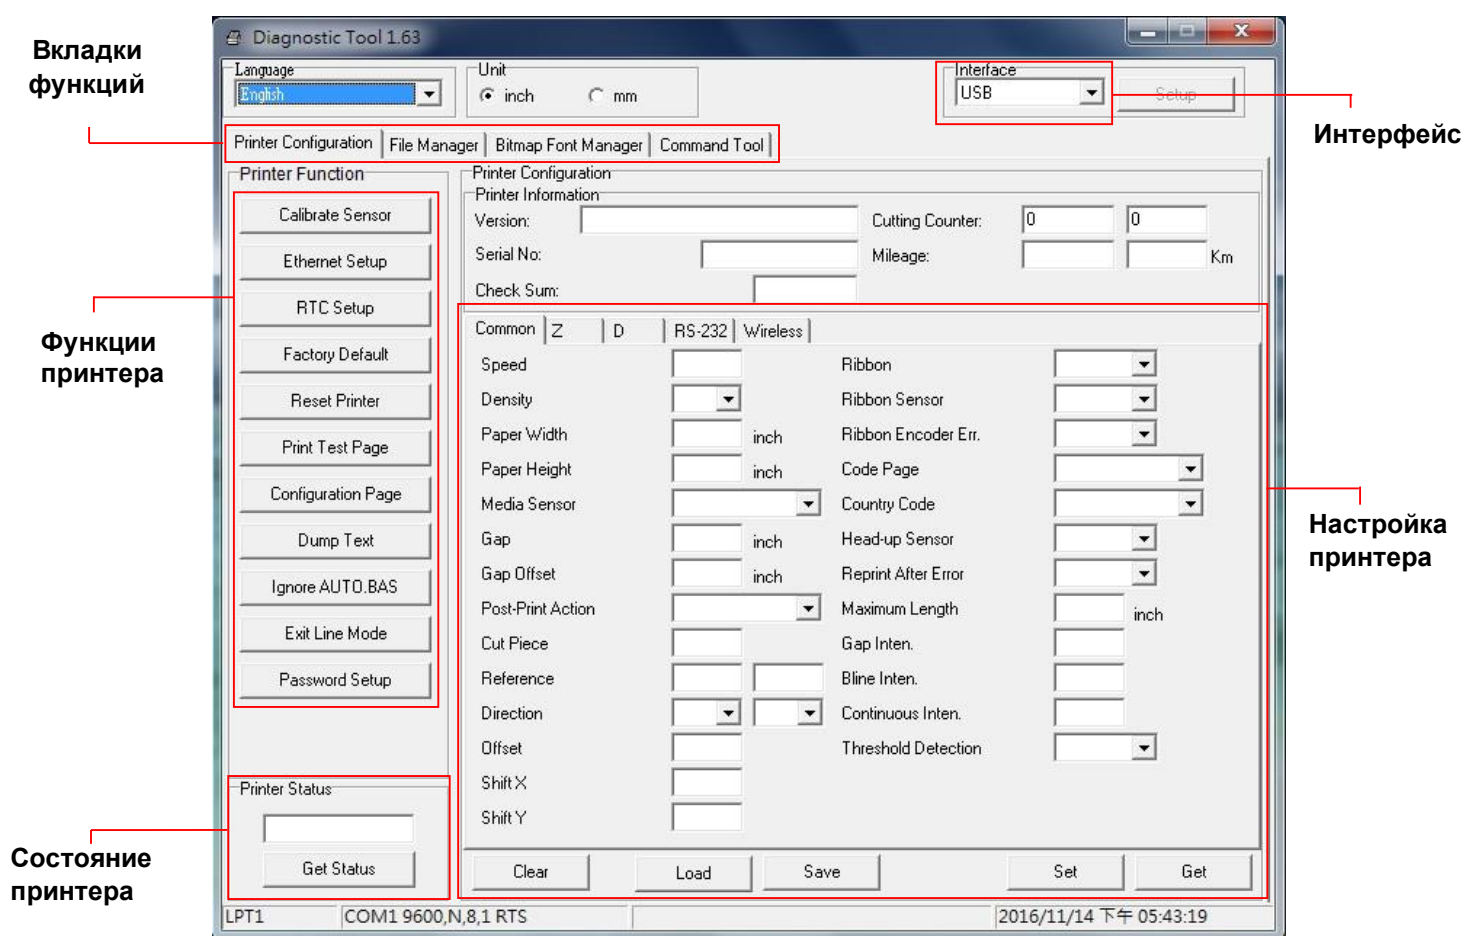 Diagnostic Tool 1.63
Вкладки
функций
Language
English
Unit
inch
mm
Interface
USB
Setup
Интерфейс
Printer Configuration
File Manager
Bitmap Font Manager
Command Tool
Printer Function
Calibrate Sensor
Ethernet Setup
RTC Setup
Factory Default
Reset Printer
Print Test Page
Configuration Page
Dump Text
Ignore AUTO.BAS
Exit Line Mode
Password Setup
Функции
принтера
Printer Configuration
Printer Information
Version:
Cutting Counter:
0
0
Serial No:
Mileage:
Km
Check Sum:
Common
Z
D
RS-232
Wireless
Speed
Ribbon
Density
Ribbon Sensor
Paper Width
inch
Ribbon Encoder Err.
Paper Height
inch
Code Page
Media Sensor
Country Code
Gap
inch
Head-up Sensor
Gap Offset
inch
Reprint After Error
Post-Print Action
Maximum Length
inch
Cut Piece
Gap Inten.
Reference
Bline Inten.
Direction
Continuous Inten.
Offset
Threshold Detection
Shift X
Shift Y
Настройка
принтера
Printer Status
Get Status
Состояние
принтера
Clear
Load
Save
Set
Get
LPT1
COM1 9600,N,8,1 RTS
2016/11/14 下午 05:43:19